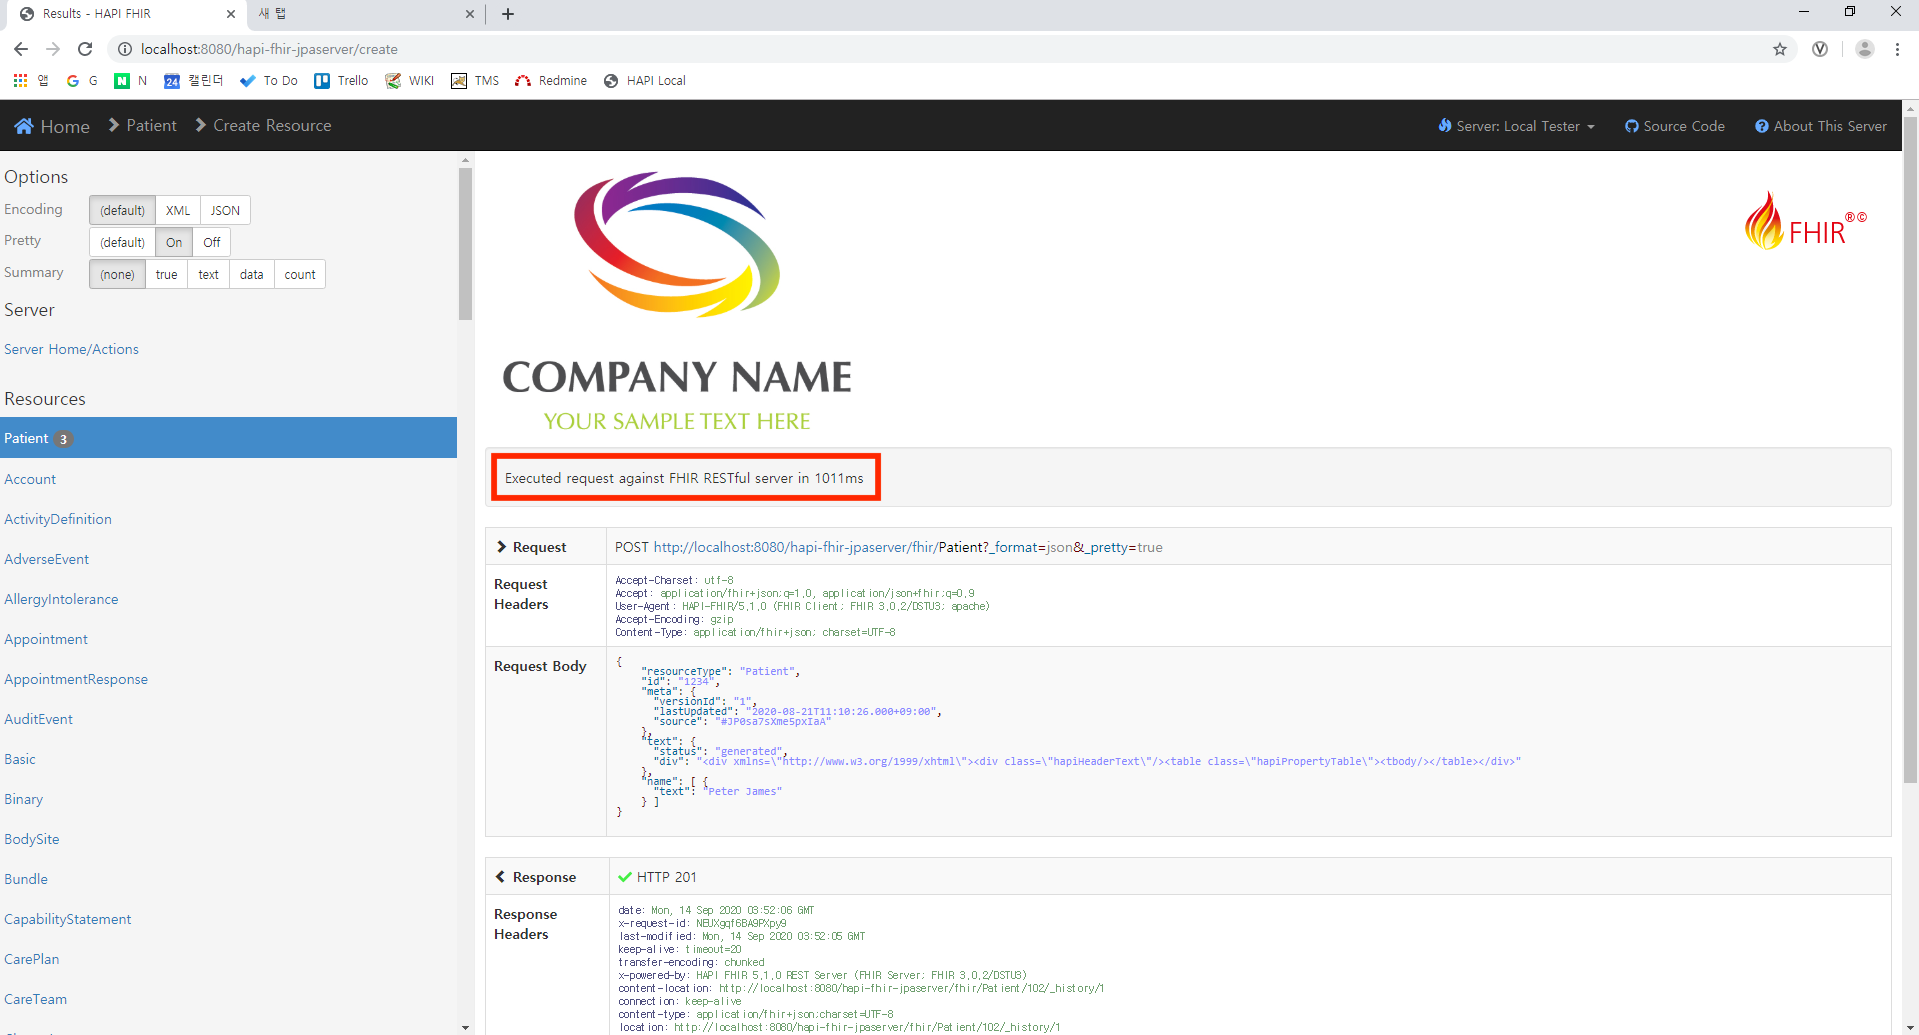 Results - HAPI FHIR
새 탭
localhost:8080/hapi-fhir-jpaserver/create
앱 G N 캘린더 To Do Trello WIKI TMS Redmine HAPI Local
Home Patient Create Resource Server: Local Tester Source Code About This Server
Options
Encoding (default) XML JSON
Pretty (default) On Off
Summary (none) true text data count
Server
Server Home/Actions
Resources
Patient 3
Account
ActivityDefinition
AdverseEvent
AllergyIntolerance
Appointment
AppointmentResponse
AuditEvent
Basic
Binary
BodySite
Bundle
CapabilityStatement
CarePlan
CareTeam
FHIR®©
COMPANY NAME
YOUR SAMPLE TEXT HERE
Executed request against FHIR RESTful server in 1011ms
Request POST http://localhost:8080/hapi-fhir-jpaserver/fhir/Patient?_format=json&_pretty=true
Request Headers
Accept-Charset: utf-8
Accept: application/fhir+json;q=1.0, application/json+fhir;q=0.9
User-Agent: HAPI-FHIR/5.1.0 (FHIR Client; FHIR 3.0.2/DSTU3; apache)
Accept-Encoding: gzip
Content-Type: application/fhir+json; charset=UTF-8
Request Body
{
"resourceType": "Patient",
"id": "1234",
"meta": {
"versionId": "1",
"lastUpdated": "2020-08-21T11:10:26.000+09:00",
"source": "#JP0sa7sXme5pxIaA"
},
"text": {
"status": "generated",
"div": "<div xmlns=\"http://www.w3.org/1999/xhtml\"><div class=\"hapiHeaderText\"/><table class=\"hapiPropertyTable\"><tbody/></table></div>"
},
"name": [ {
"text": "Peter James"
} ]
}
Response HTTP 201
Response Headers
date: Mon, 14 Sep 2020 03:52:06 GMT
x-request-id: NEUXgqf6BA9PXpy9
last-modified: Mon, 14 Sep 2020 03:52:05 GMT
keep-alive: timeout=20
transfer-encoding: chunked
x-powered-by: HAPI FHIR 5.1.0 REST Server (FHIR Server; FHIR 3.0.2/DSTU3)
content-location: http://localhost:8080/hapi-fhir-jpaserver/fhir/Patient/102/_history/1
connection: keep-alive
content-type: application/fhir+json;charset=UTF-8
location: http://localhost:8080/hapi-fhir-jpaserver/fhir/Patient/102/_history/1